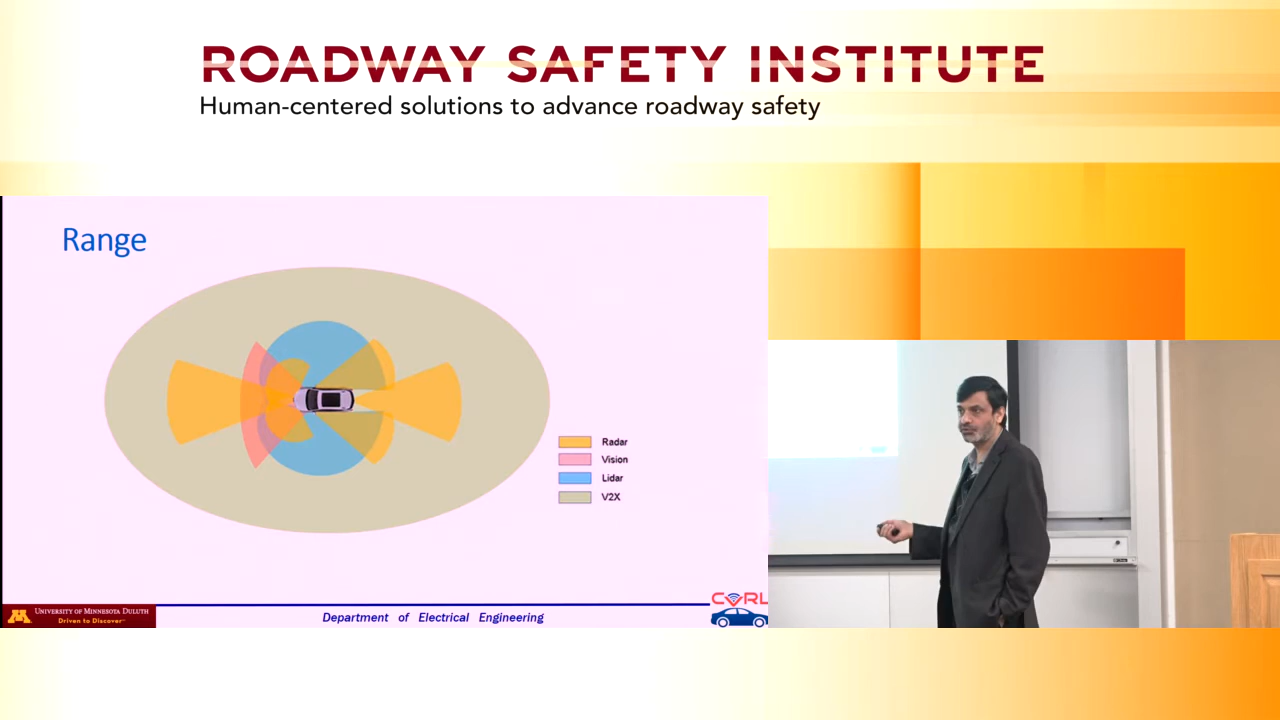 ROADWAY SAFETY INSTITUTE
Human-centered solutions to advance roadway safety
Range
Radar
Vision
Lidar
V2X
UNIVERSITY OF MINNESOTA DULUTH
Driven to Discover
Department of Electrical Engineering